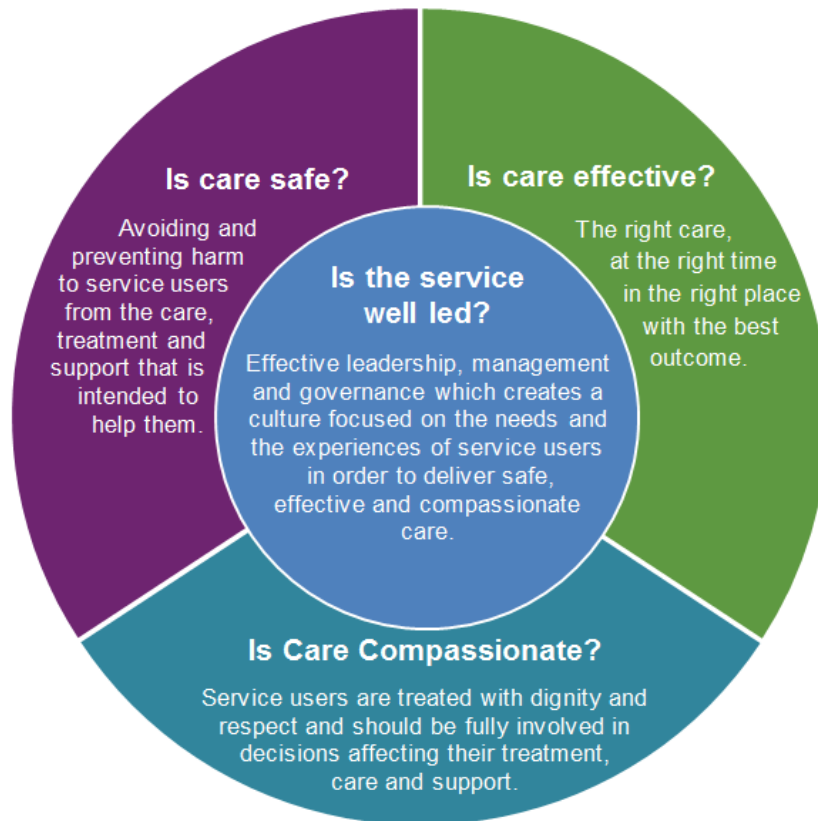 Is care safe?
Avoiding and
preventing harm
to service users
from the care,
treatment and
support that is
intended to
help them.
Is care effective?
The right care,
at the right time
in the right place
with the best
outcome.
Is the service
well led?
Effective leadership, management
and governance which creates a
culture focused on the needs and
the experiences of service users
in order to deliver safe,
effective and compassionate
care.
Is Care Compassionate?
Service users are treated with dignity and
respect and should be fully involved in
decisions affecting their treatment,
care and support.